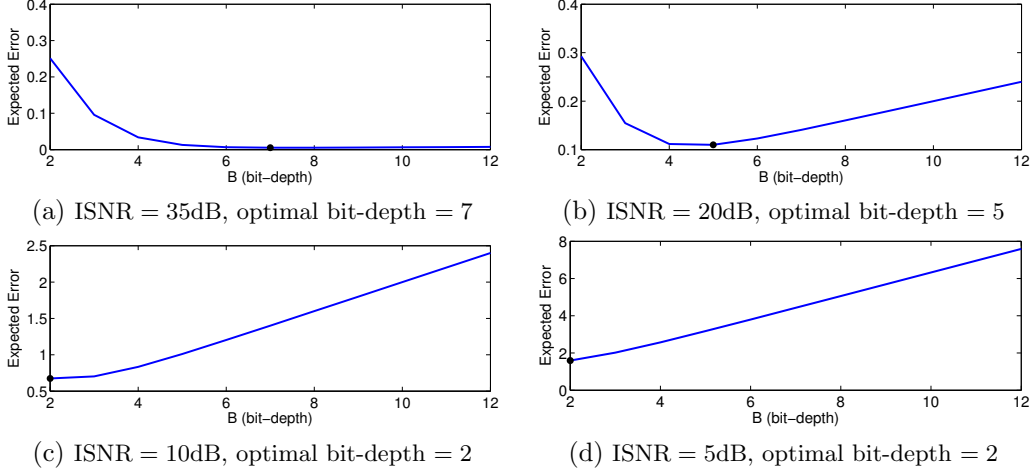 0.4
0.3
0.2
0.1
0
Expected Error
2 4 6 8 10 12
B (bit−depth)
(a) ISNR = 35dB, optimal bit-depth = 7
0.4
0.3
0.2
0.1
Expected Error
2 4 6 8 10 12
B (bit−depth)
(b) ISNR = 20dB, optimal bit-depth = 5
2.5
2
1.5
1
0.5
Expected Error
2 4 6 8 10 12
B (bit−depth)
(c) ISNR = 10dB, optimal bit-depth = 2
8
6
4
2
0
Expected Error
2 4 6 8 10 12
B (bit−depth)
(d) ISNR = 5dB, optimal bit-depth = 2